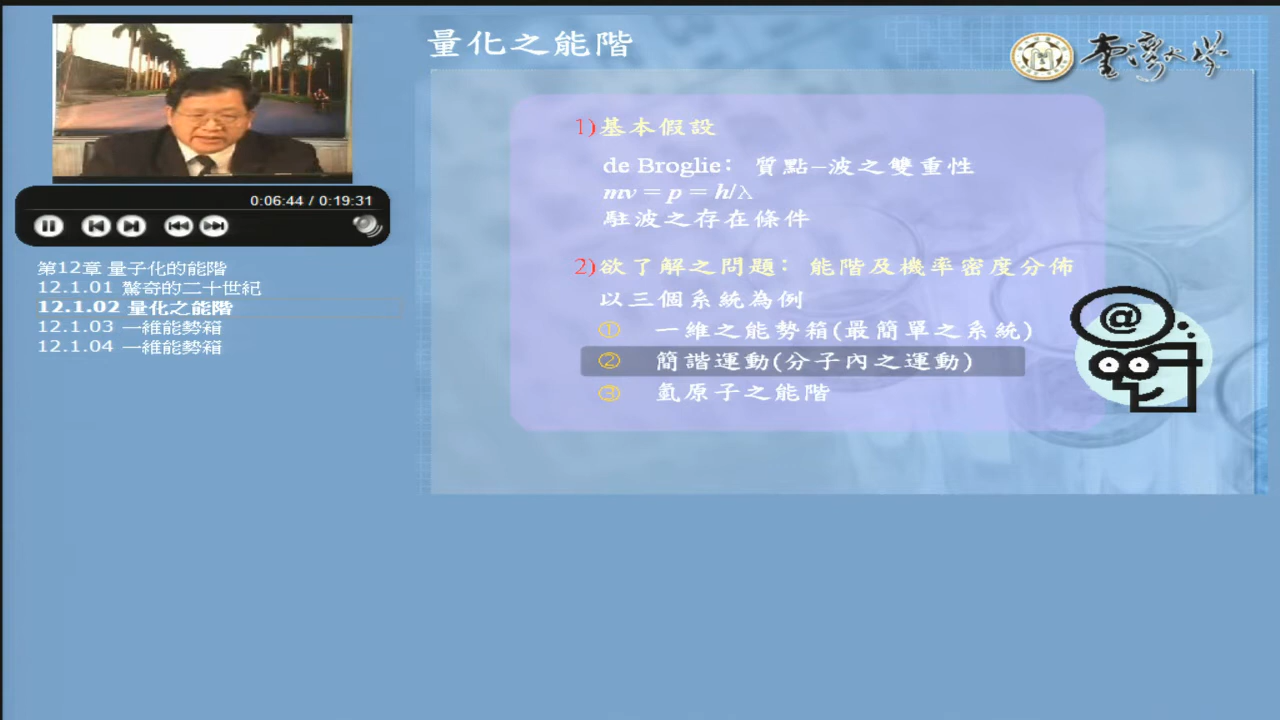 量化之能階
臺灣大學
1)基本假設
de Broglie： 質點–波之雙重性
mv = p = h/λ
駐波之存在條件
2)欲了解之問題：能階及機率密度分佈
以三個系統為例
① 一維之能勢箱(最簡單之系統)
② 簡諧運動(分子內之運動)
③ 氫原子之能階
@
0:06:44 / 0:19:31
第12章 量子化的能階
12.1.01 驚奇的二十世紀
12.1.02 量化之能階
12.1.03 一維能勢箱
12.1.04 一維能勢箱